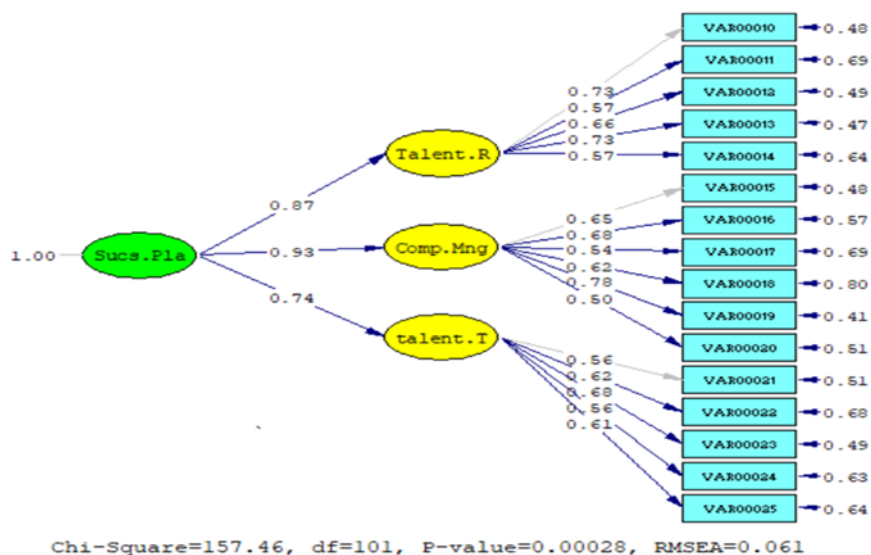 VAR00010 0.48
VAR00011 0.69
0.73
VAR00012 0.49
0.57
0.66
VAR00013 0.47
0.73
Talent.R
0.57
VAR00014 0.64
VAR00015 0.48
0.87
0.65
VAR00016 0.57
0.68
1.00 Sucs.Pla 0.93 Comp.Mng
0.54
VAR00017 0.69
0.62
VAR00018 0.80
0.78
0.74
0.50
VAR00019 0.41
talent.T
VAR00020 0.51
0.56
VAR00021 0.51
0.62
0.68
VAR00022 0.68
0.56
0.61
VAR00023 0.49
VAR00024 0.63
VAR00025 0.64
Chi-Square=157.46, df=101, P-value=0.00028, RMSEA=0.061